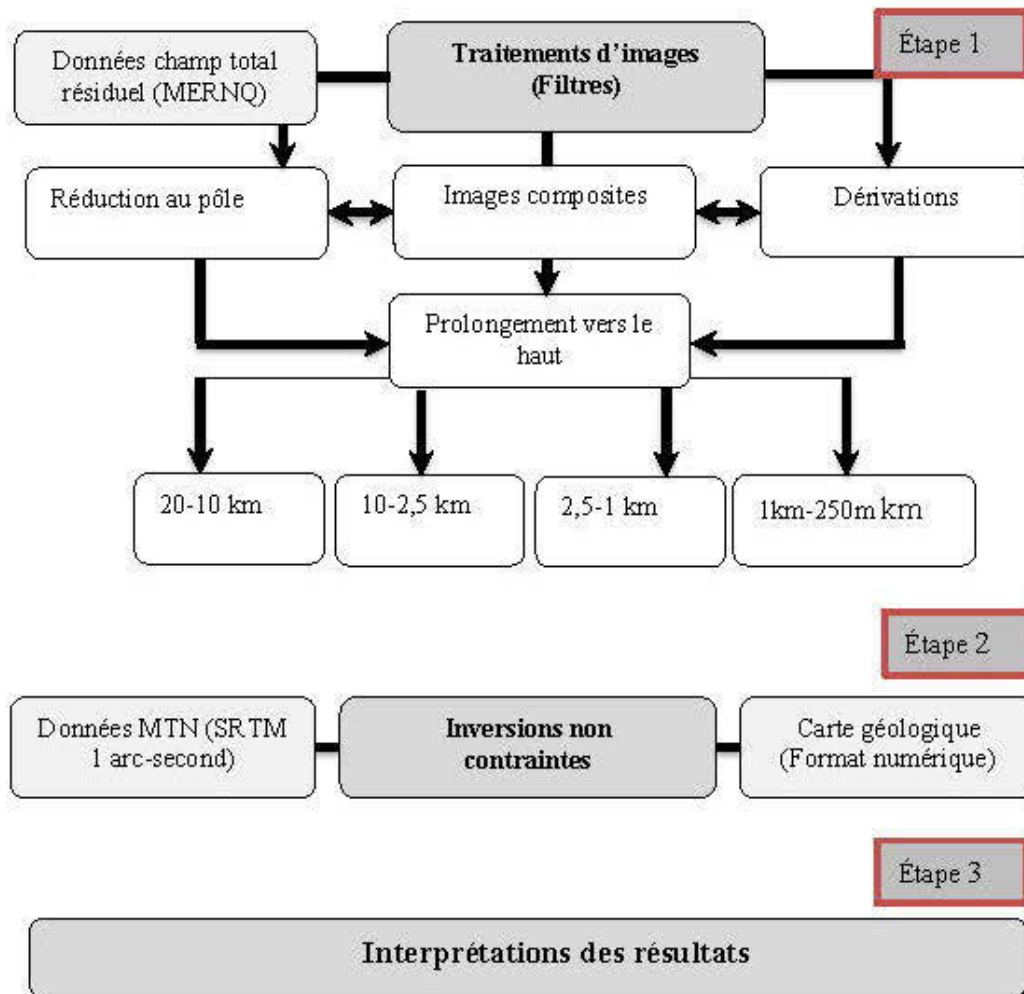 Étape 1
Données champ total
résiduel (MERNQ)
Traitements d'images
(Filtres)
Réduction au pôle
Images composites
Dérivations
Prolongement vers le
haut
20-10 km
10-2,5 km
2,5-1 km
1km-250m km
Étape 2
Données MTN (SRTM
1 arc-second)
Inversions non
contraintes
Carte géologique
(Format numérique)
Étape 3
Interprétations des résultats